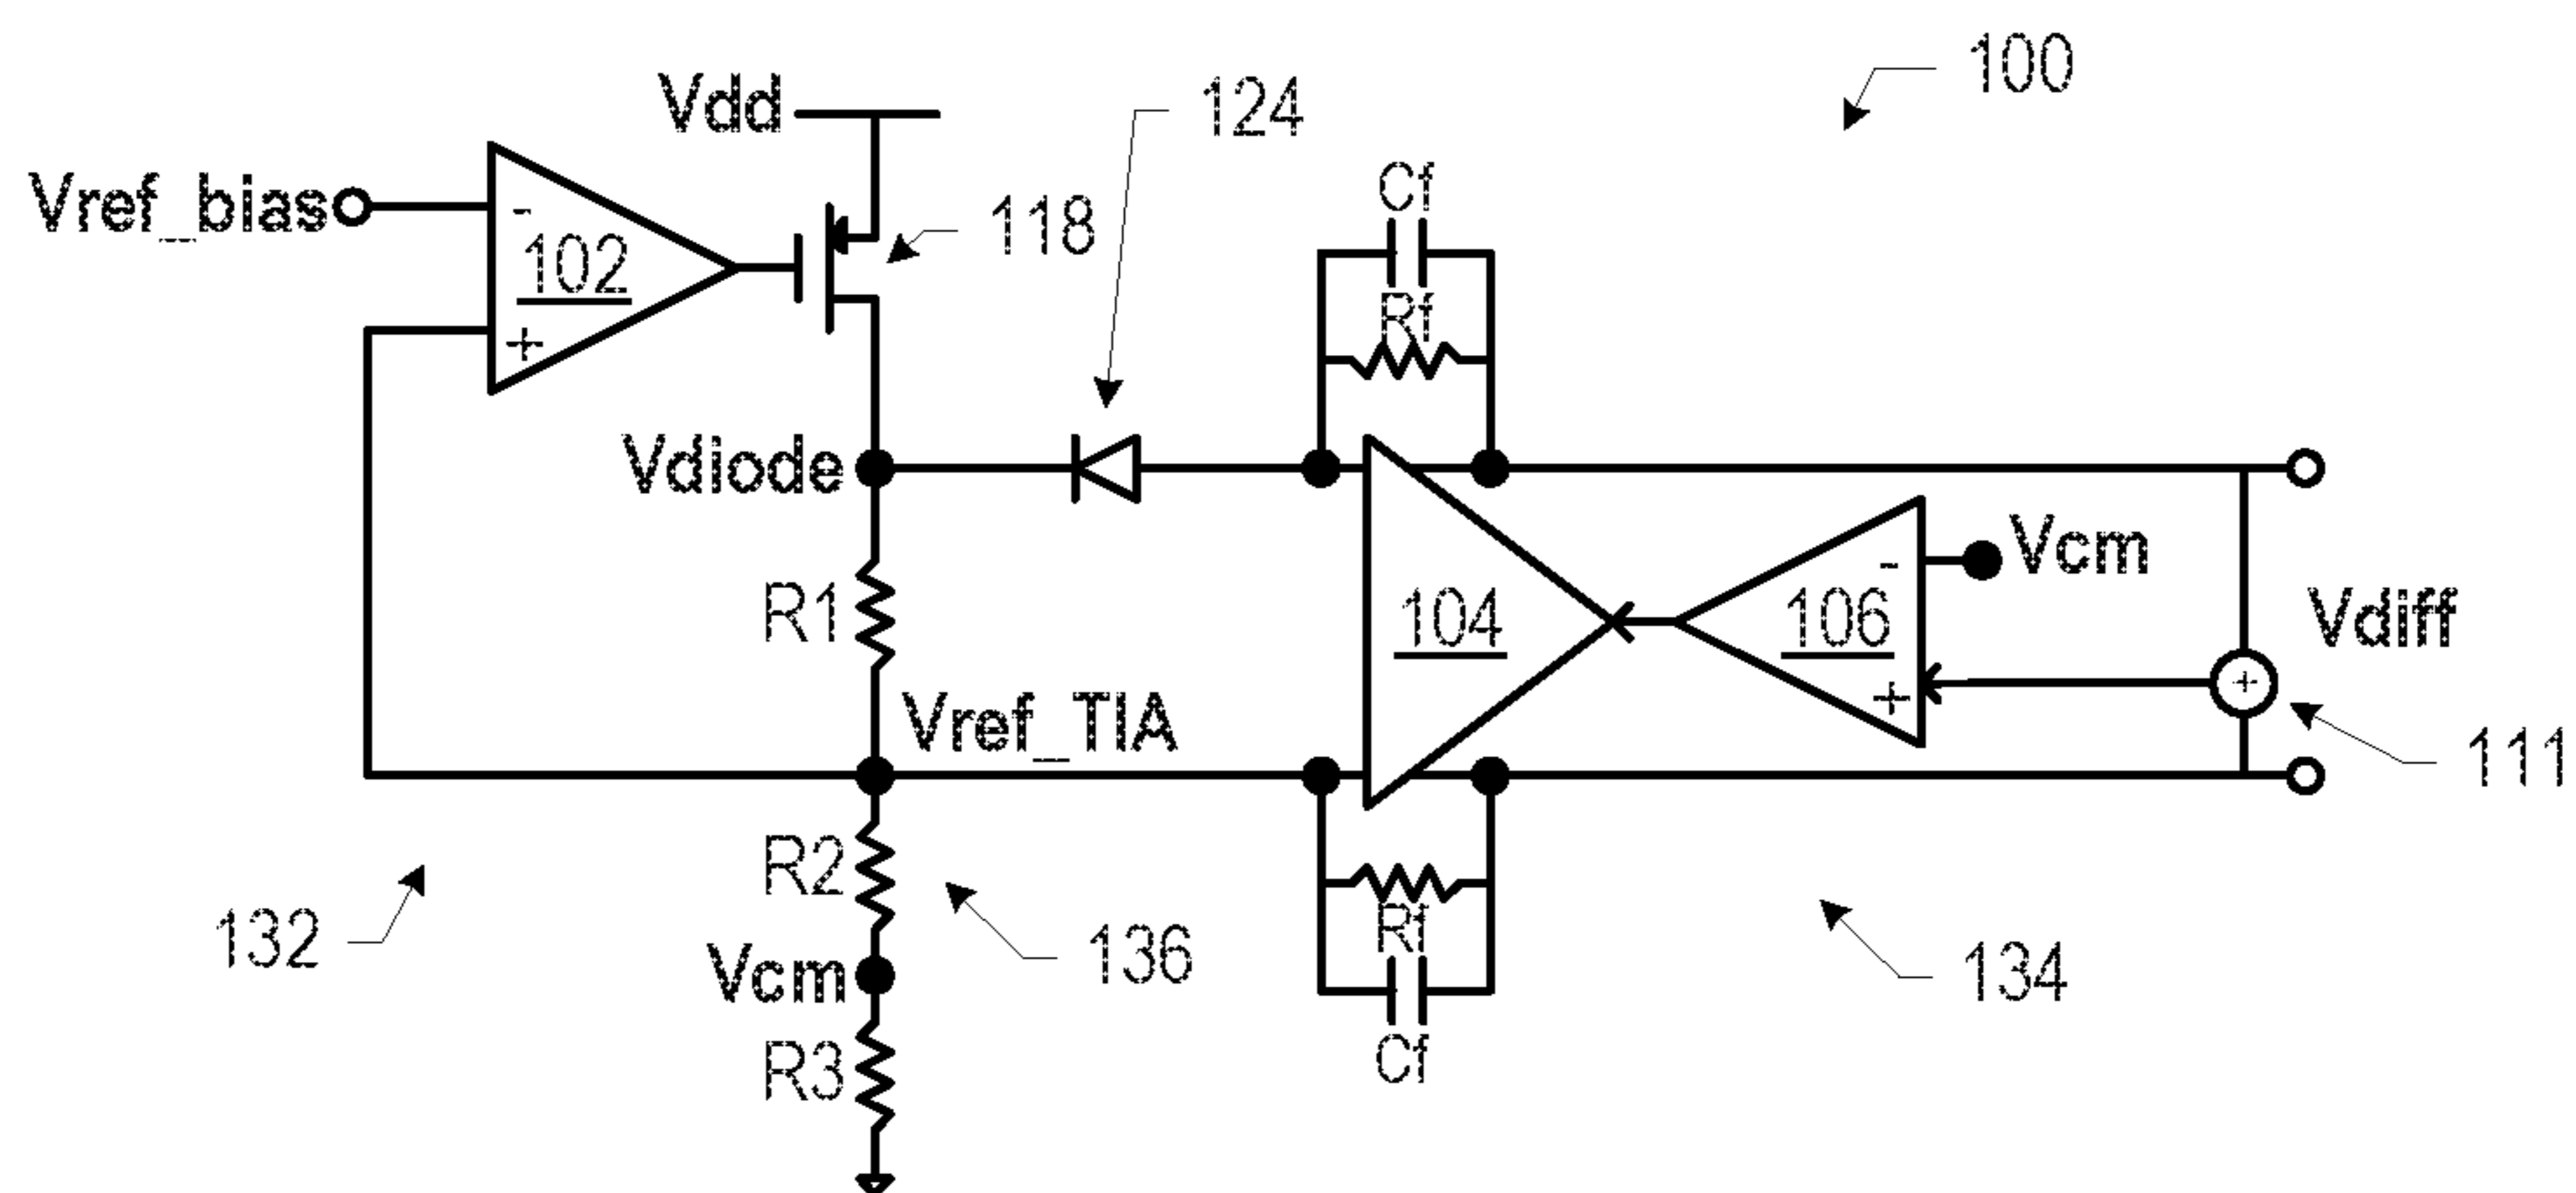 100
Vdd
124
Vref_bias
-
102
+
118
Cf
Rf
Vdiode
R1
104
-
Vcm
106
+
Vdiff
+
111
Vref_TIA
R2
132
136
Rf
134
Vcm
Cf
R3